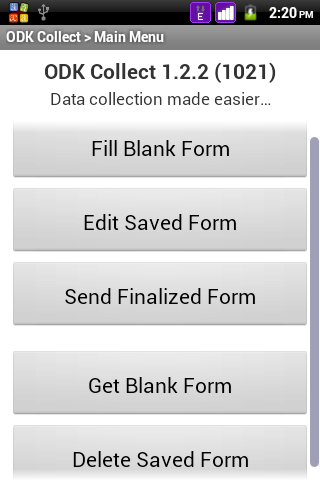 E
2:20 PM
ODK Collect > Main Menu
ODK Collect 1.2.2 (1021)
Data collection made easier...
Fill Blank Form
Edit Saved Form
Send Finalized Form
Get Blank Form
Delete Saved Form